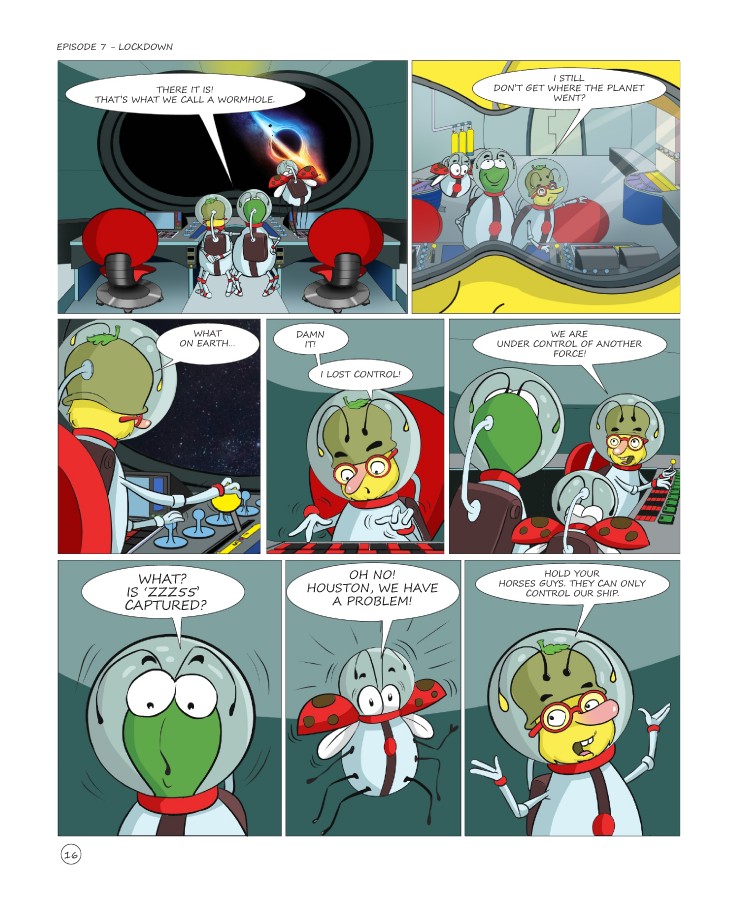 EPISODE 7 - LOCKDOWN
THERE IT IS!
THAT'S WHAT WE CALL A WORMHOLE.
I STILL
DON'T GET WHERE THE PLANET
WENT?
WHAT
ON EARTH...
DAMN
IT!
I LOST CONTROL!
WE ARE
UNDER CONTROL OF ANOTHER
FORCE!
WHAT?
IS 'ZZZ55'
CAPTURED?
OH NO!
HOUSTON, WE HAVE
A PROBLEM!
HOLD YOUR
HORSES GUYS. THEY CAN ONLY
CONTROL OUR SHIP.
16